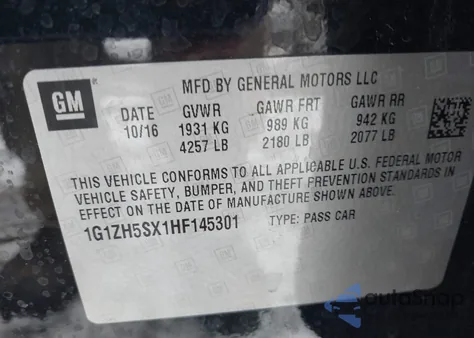 GM
MFD BY GENERAL MOTORS LLC
DATE GVWR GAWR FRT GAWR RR
10/16 1931 KG 989 KG 942 KG
4257 LB 2180 LB 2077 LB
THIS VEHICLE CONFORMS TO ALL APPLICABLE U.S. FEDERAL MOTOR
VEHICLE SAFETY, BUMPER, AND THEFT PREVENTION STANDARDS IN
EFFECT ON THE DATE OF MANUFACTURE SHOWN ABOVE.
1G1ZH5SX1HF145301 TYPE: PASS CAR
autoShop